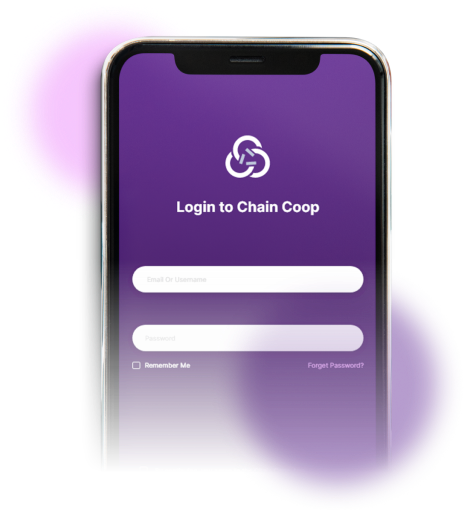 Login to Chain Coop
Email Or Username
Password
Remember Me
Forget Password?